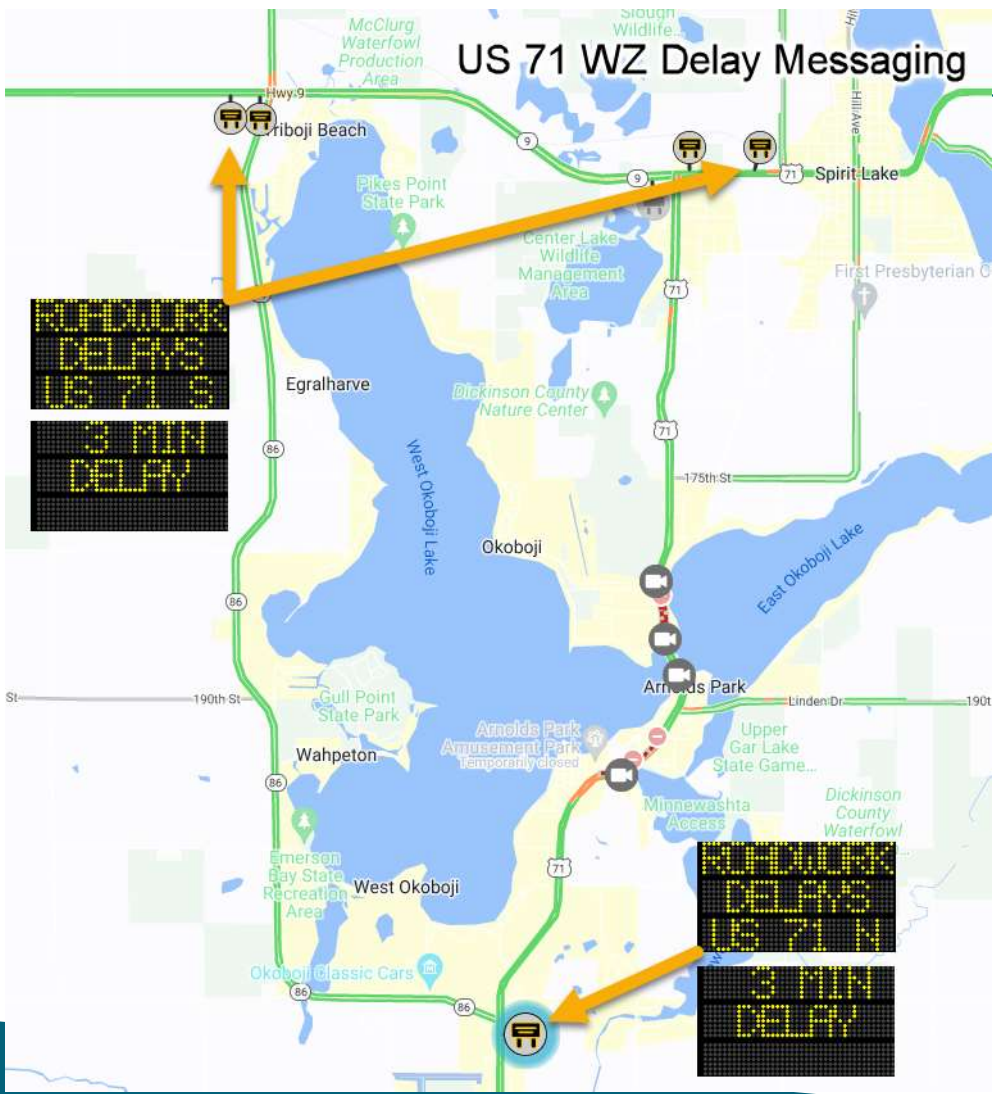 McClurg
Waterfowl
Production
Area
Slough
Wildlife...
US 71 WZ Delay Messaging
Hwy 9
Hill Ave
Triboji Beach
9
9
71
Spirit Lake
Pikes Point
State Park
Center Lake
Wildlife
Management
Area
First Presbyterian C
71
86
ROADWORK
DELAYS
US 71 S
3 MIN
DELAY
Egralharve
Dickinson County
Nature Center
71
86
West Okoboji Lake
175th St
Okoboji
East Okoboji Lake
86
St
190th St
Gull Point
State Park
Arnolds Park
Linden Dr
190t
Arnolds Park
Amusement Park
Temporarily closed
Upper
Gar Lake
State Game...
Wahpeton
86
Minnewashta
Access
Dickinson
County
Waterfowl
Emerson
Bay State
Recreation
Area
West Okoboji
71
ROADWORK
DELAYS
US 71 N
3 MIN
DELAY
Okoboji Classic Cars
86
86